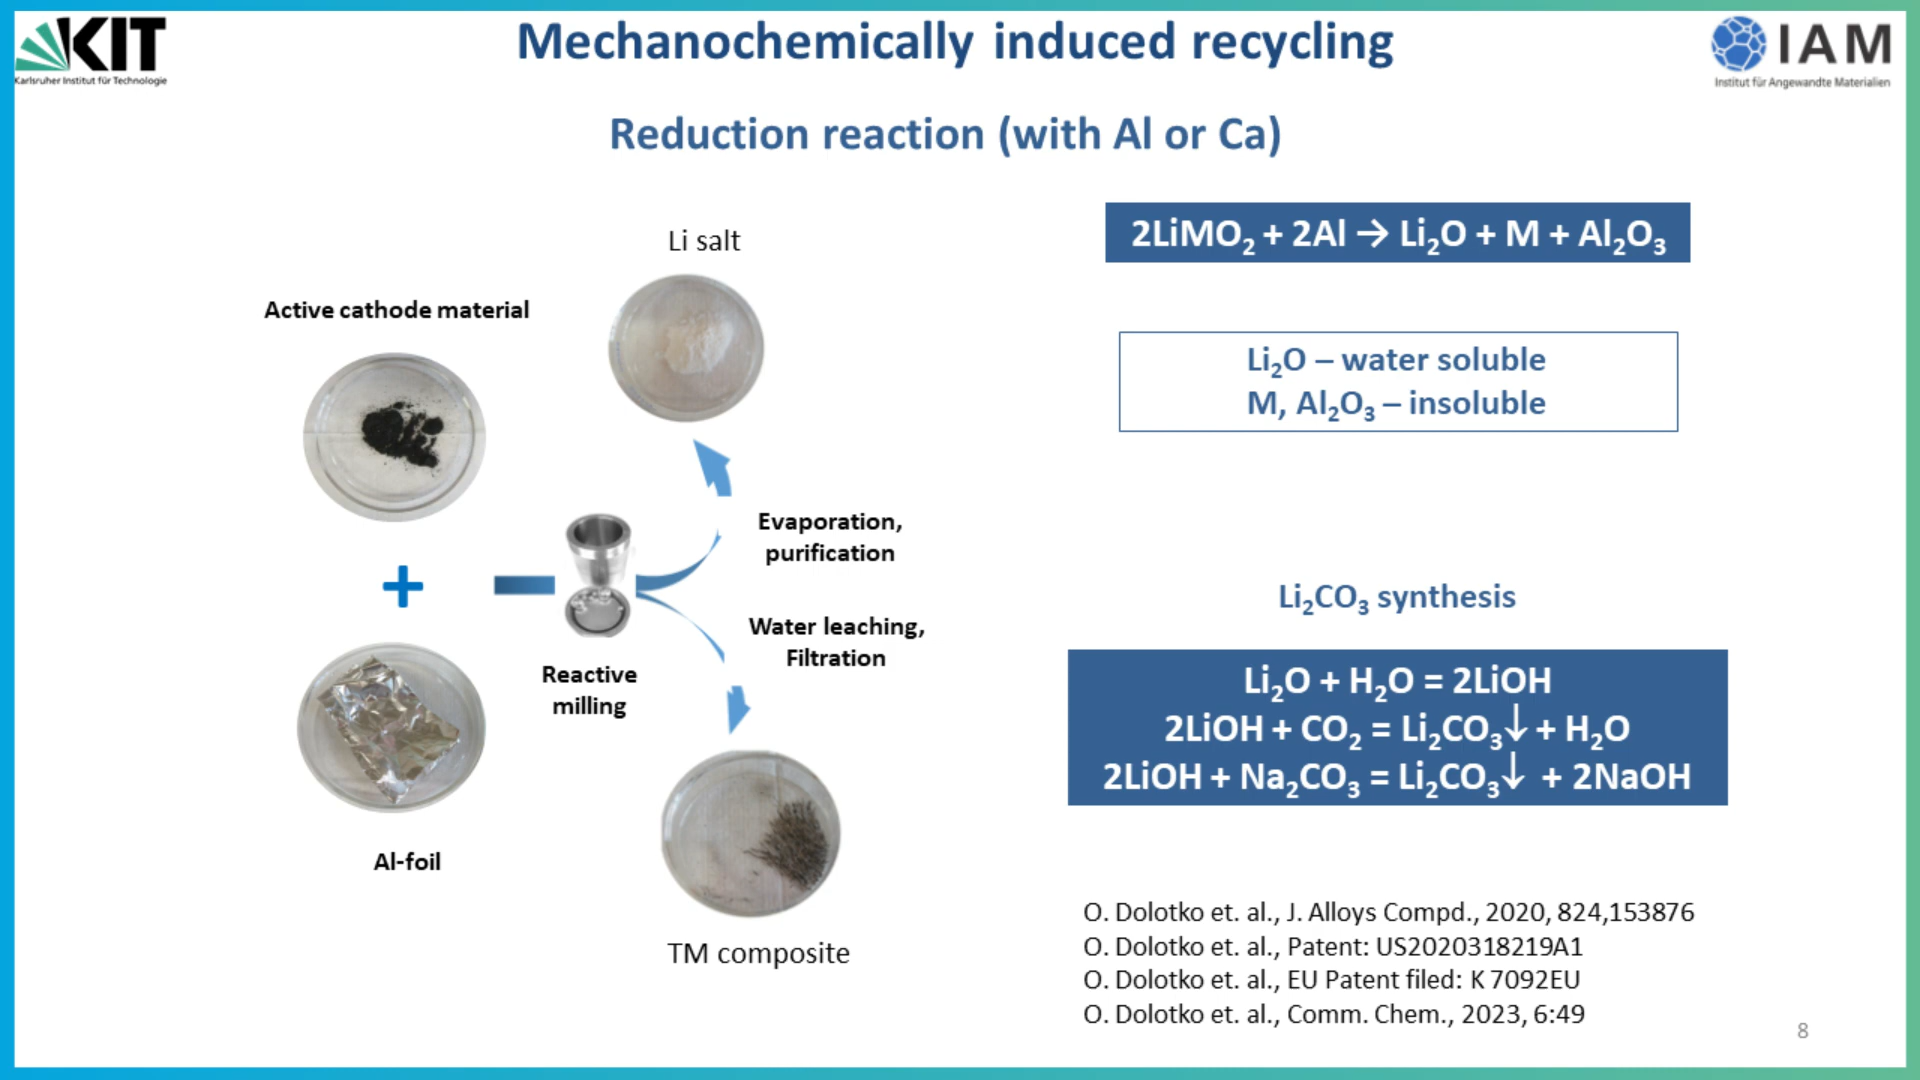 KIT
Karlsruher Institut für Technologie
Mechanochemically induced recycling
IAM
Institut für Angewandte Materialien
Reduction reaction (with Al or Ca)
Li salt
Active cathode material
+
Evaporation,
purification
Water leaching,
Filtration
Reactive
milling
Al-foil
TM composite
2LiMO₂ + 2Al → Li₂O + M + Al₂O₃
Li₂O – water soluble
M, Al₂O₃ – insoluble
Li₂CO₃ synthesis
Li₂O + H₂O = 2LiOH
2LiOH + CO₂ = Li₂CO₃↓ + H₂O
2LiOH + Na₂CO₃ = Li₂CO₃↓ + 2NaOH
O. Dolotko et. al., J. Alloys Compd., 2020, 824,153876
O. Dolotko et. al., Patent: US2020318219A1
O. Dolotko et. al., EU Patent filed: K 7092EU
O. Dolotko et. al., Comm. Chem., 2023, 6:49
8